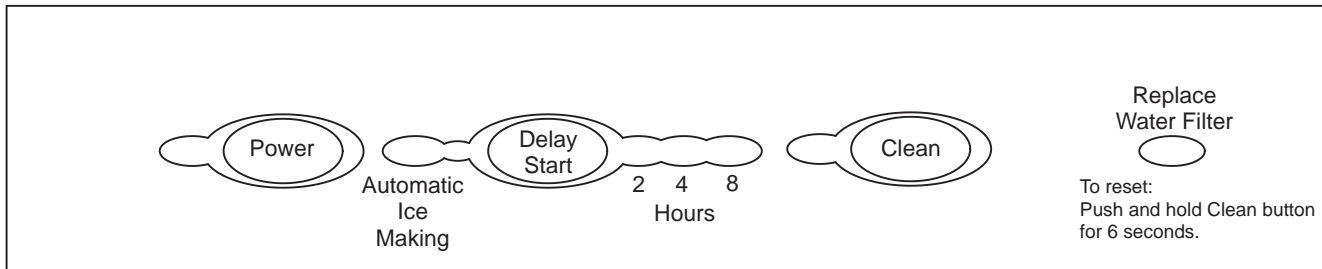 Power
Automatic
Ice
Making
Delay
Start
2 4 8
Hours
Clean
Replace
Water Filter
To reset:
Push and hold Clean button
for 6 seconds.